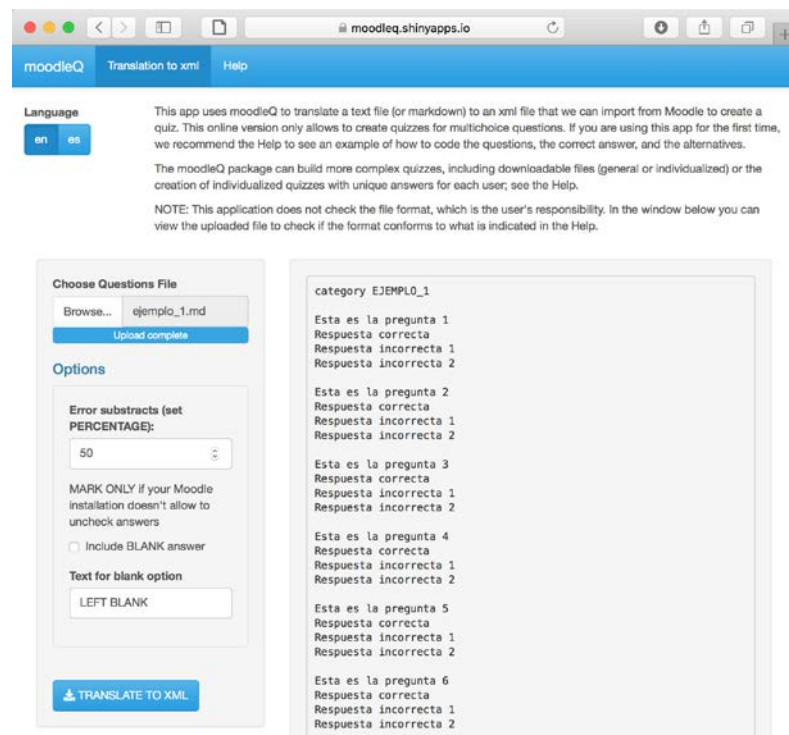 moodleq.shinyapps.io
moodleQ Translation to xml Help
Language
en es
This app uses moodleQ to translate a text file (or markdown) to an xml file that we can import from Moodle to create a
quiz. This online version only allows to create quizzes for multichoice questions. If you are using this app for the first time,
we recommend the Help to see an example of how to code the questions, the correct answer, and the alternatives.
The moodleQ package can build more complex quizzes, including downloadable files (general or individualized) or the
creation of individualized quizzes with unique answers for each user; see the Help.
NOTE: This application does not check the file format, which is the user's responsibility. In the window below you can
view the uploaded file to check if the format conforms to what is indicated in the Help.
Choose Questions File
Browse... ejemplo_1.md
Upload complete
Options
Error substracts (set
PERCENTAGE):
50
MARK ONLY if your Moodle
installation doesn't allow to
uncheck answers
Include BLANK answer
Text for blank option
LEFT BLANK
TRANSLATE TO XML
category EJEMPLO_1
Esta es la pregunta 1
Respuesta correcta
Respuesta incorrecta 1
Respuesta incorrecta 2
Esta es la pregunta 2
Respuesta correcta
Respuesta incorrecta 1
Respuesta incorrecta 2
Esta es la pregunta 3
Respuesta correcta
Respuesta incorrecta 1
Respuesta incorrecta 2
Esta es la pregunta 4
Respuesta correcta
Respuesta incorrecta 1
Respuesta incorrecta 2
Esta es la pregunta 5
Respuesta correcta
Respuesta incorrecta 1
Respuesta incorrecta 2
Esta es la pregunta 6
Respuesta correcta
Respuesta incorrecta 1
Respuesta incorrecta 2